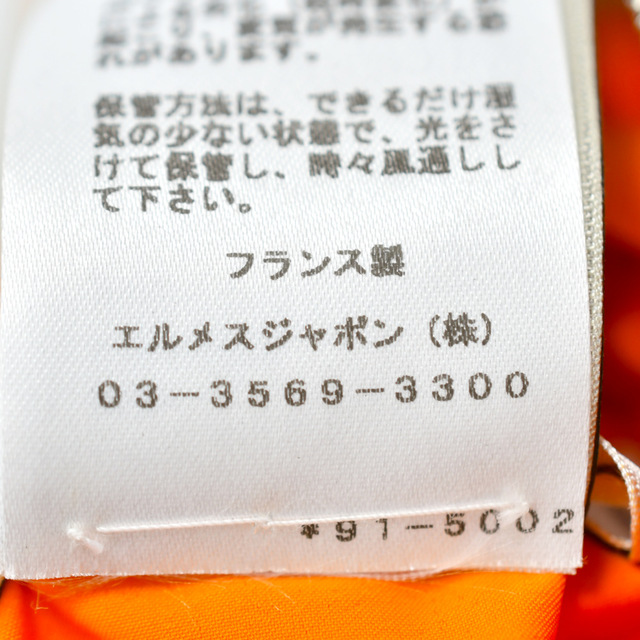 れがあります。
保管方法は、できるだけ湿
気の少ない状態で、光をさ
けて保管し、時々風通しし
て下さい。
フランス製
エルメスジャポン（株）
03-3569-3300
*91-5002